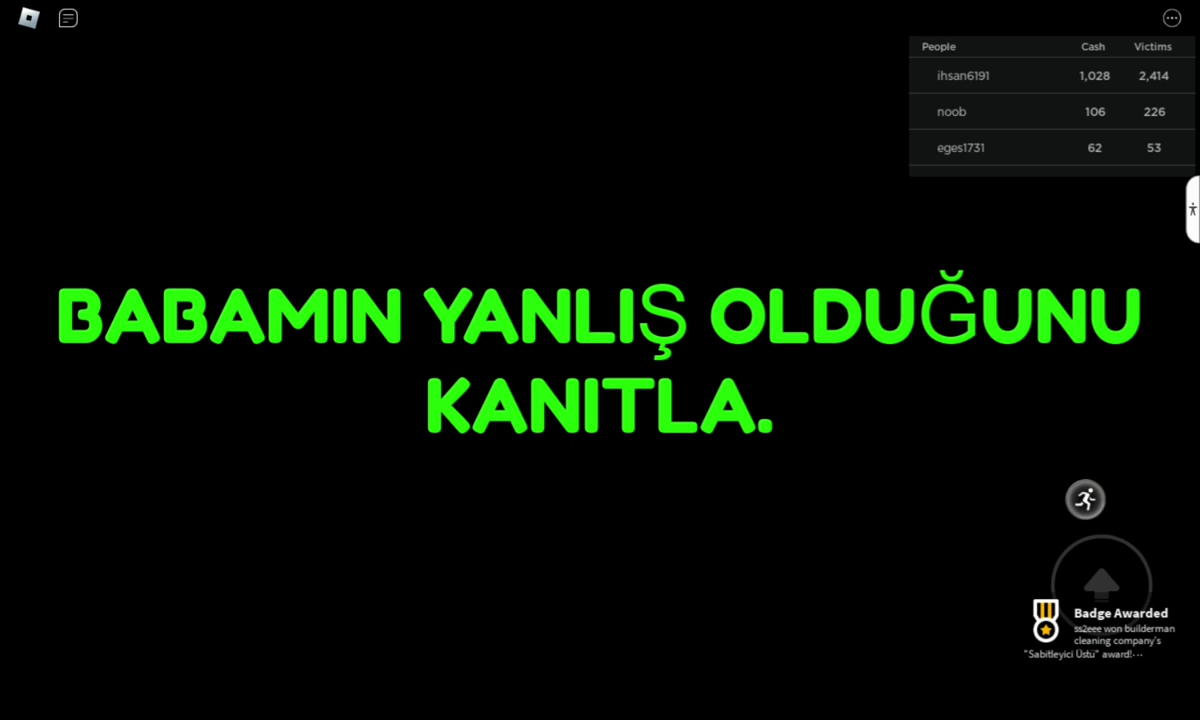 People Cash Victims
ihsan6191 1,028 2,414
noob 106 226
eges1731 62 53
BABAMIN YANLIŞ OLDUĞUNU
KANITLA.
Badge Awarded
ss2eee won builderman
cleaning company's
"Sabitleyici Üstü" award!...